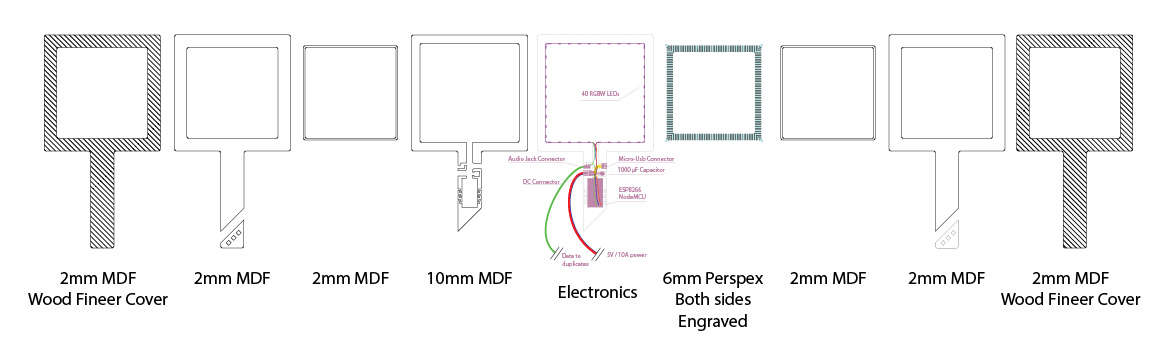 40 RGBW LEDs
Audio Jack Connector
Micro-Usb Connector
1000 µF Capacitor
DC Connector
ESP8266
NodeMCU
Data to
duplicates
5V / 10A power
2mm MDF
Wood Fineer Cover
2mm MDF
2mm MDF
10mm MDF
Electronics
6mm Perspex
Both sides
Engraved
2mm MDF
2mm MDF
2mm MDF
Wood Fineer Cover